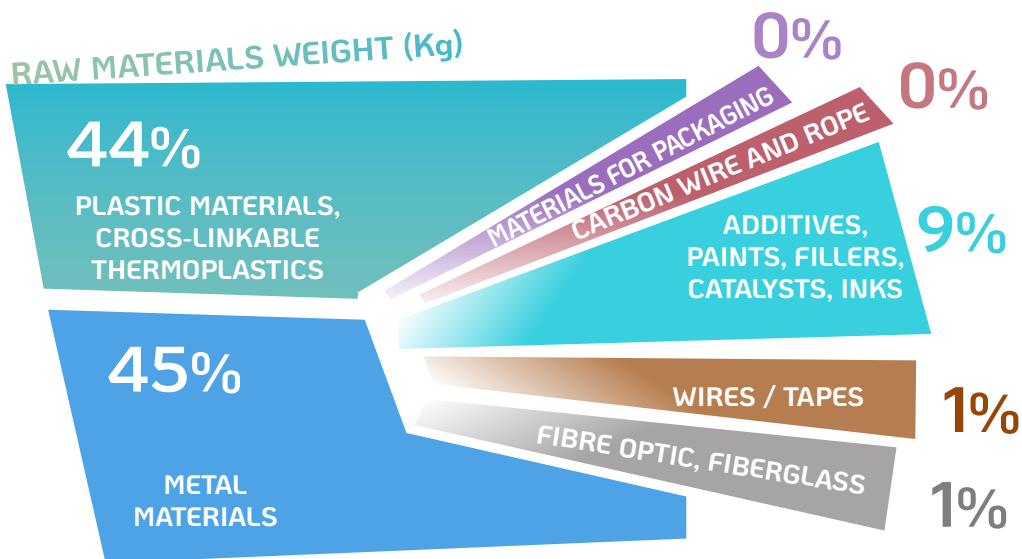 RAW MATERIALS WEIGHT (Kg)
44%
PLASTIC MATERIALS,
CROSS-LINKABLE
THERMOPLASTICS
0%
MATERIALS FOR PACKAGING
0%
CARBON WIRE AND ROPE
9%
ADDITIVES,
PAINTS, FILLERS,
CATALYSTS, INKS
45%
METAL
MATERIALS
WIRES / TAPES
1%
FIBRE OPTIC, FIBERGLASS
1%